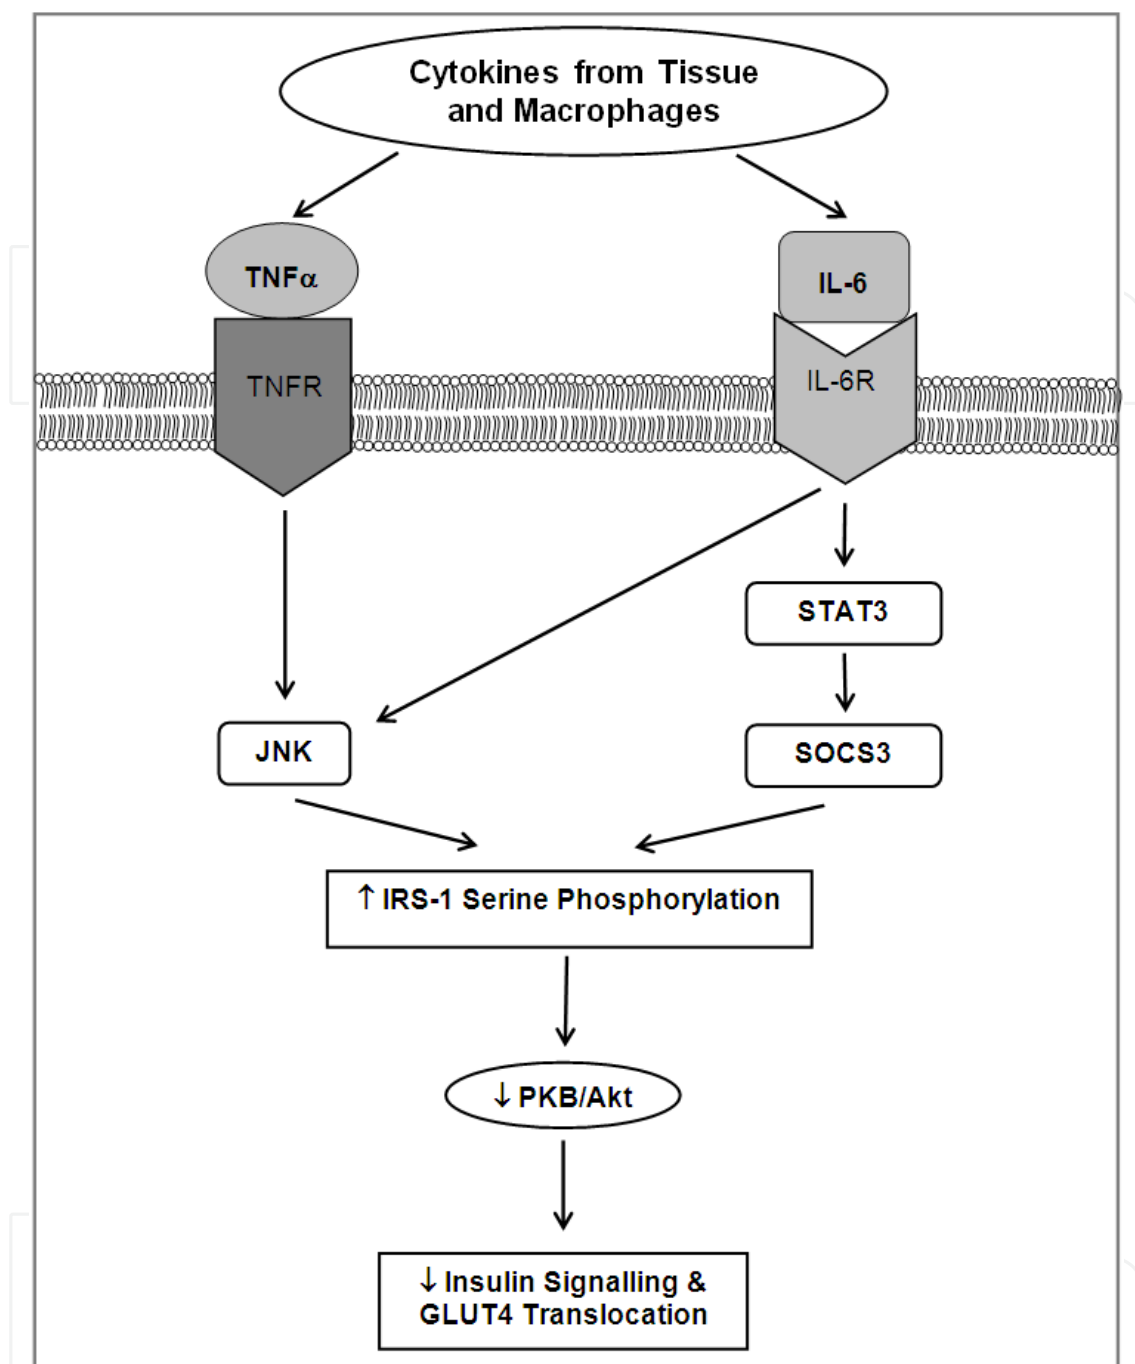 Cytokines from Tissue
and Macrophages
TNFα
IL-6
TNFR
IL-6R
STAT3
JNK
SOCS3
↑ IRS-1 Serine Phosphorylation
↓ PKB/Akt
↓ Insulin Signalling &
GLUT4 Translocation